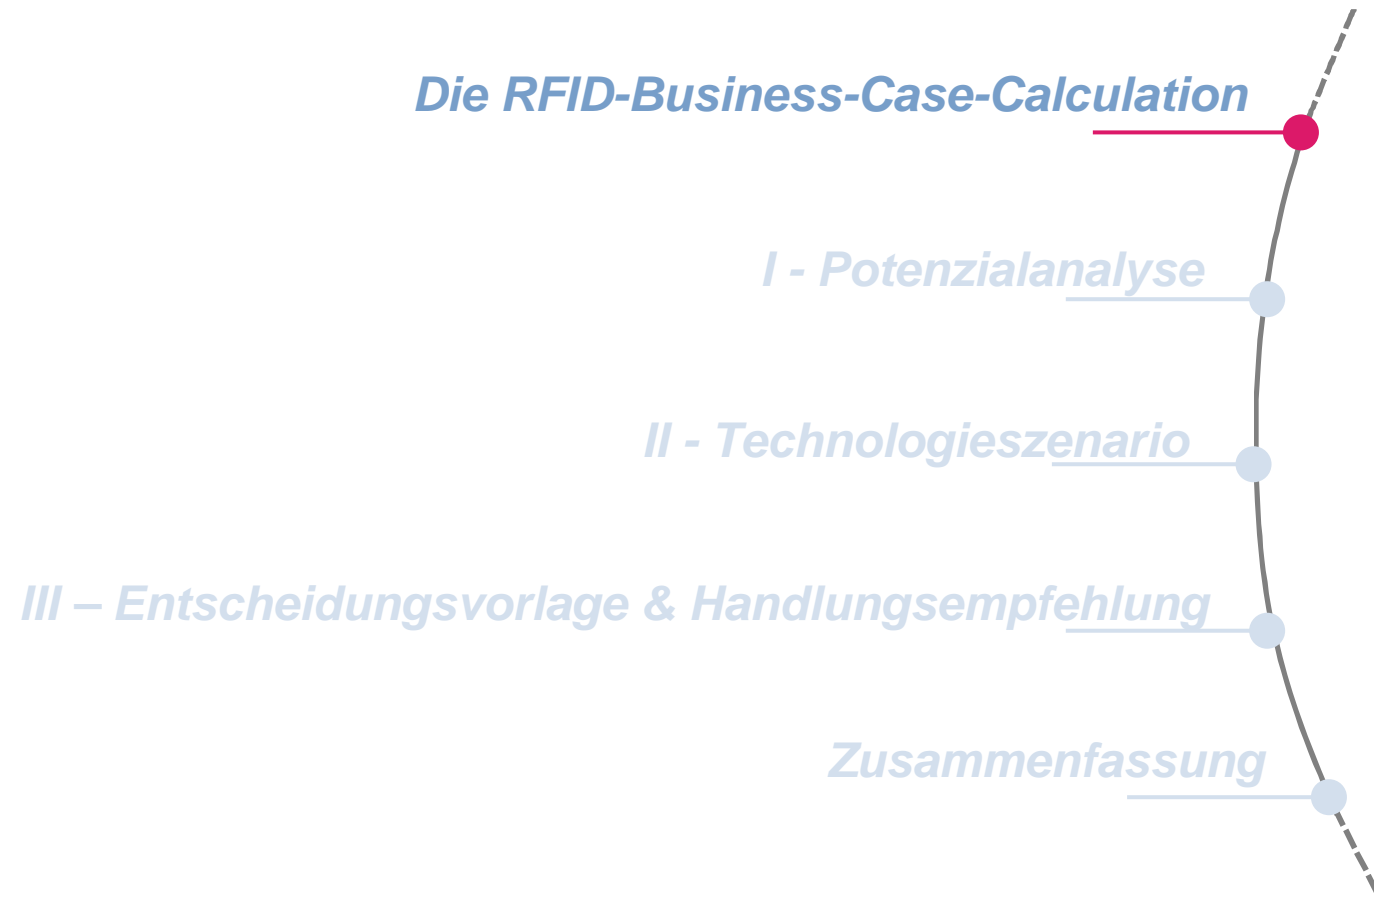 Die RFID-Business-Case-Calculation
I - Potenzialanalyse
II - Technologieszenario
III – Entscheidungsvorlage & Handlungsempfehlung
Zusammenfassung